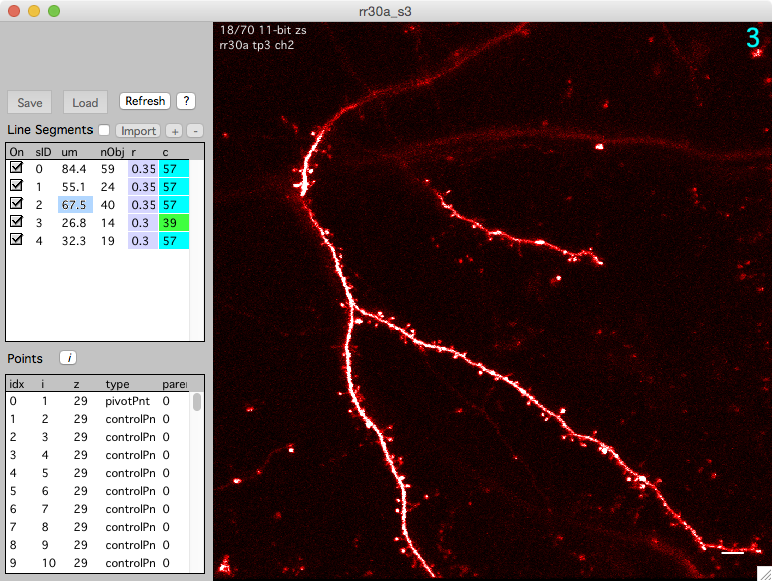 rr30a_s3
18/70 11-bit zs
rr30a tp3 ch2
3
Save Load Refresh ?
Line Segments Import + -
On sID um nObj r c
0 84.4 59 0.35 57
1 55.1 24 0.35 57
2 67.5 40 0.35 57
3 26.8 14 0.3 39
4 32.3 19 0.3 57
Points i
idx i z type parei
0 1 29 pivotPnt 0
1 2 29 controlPn 0
2 3 29 controlPn 0
3 4 29 controlPn 0
4 5 29 controlPn 0
5 6 29 controlPn 0
6 7 29 controlPn 0
7 8 29 controlPn 0
8 9 29 controlPn 0
9 10 29 controlPn 0